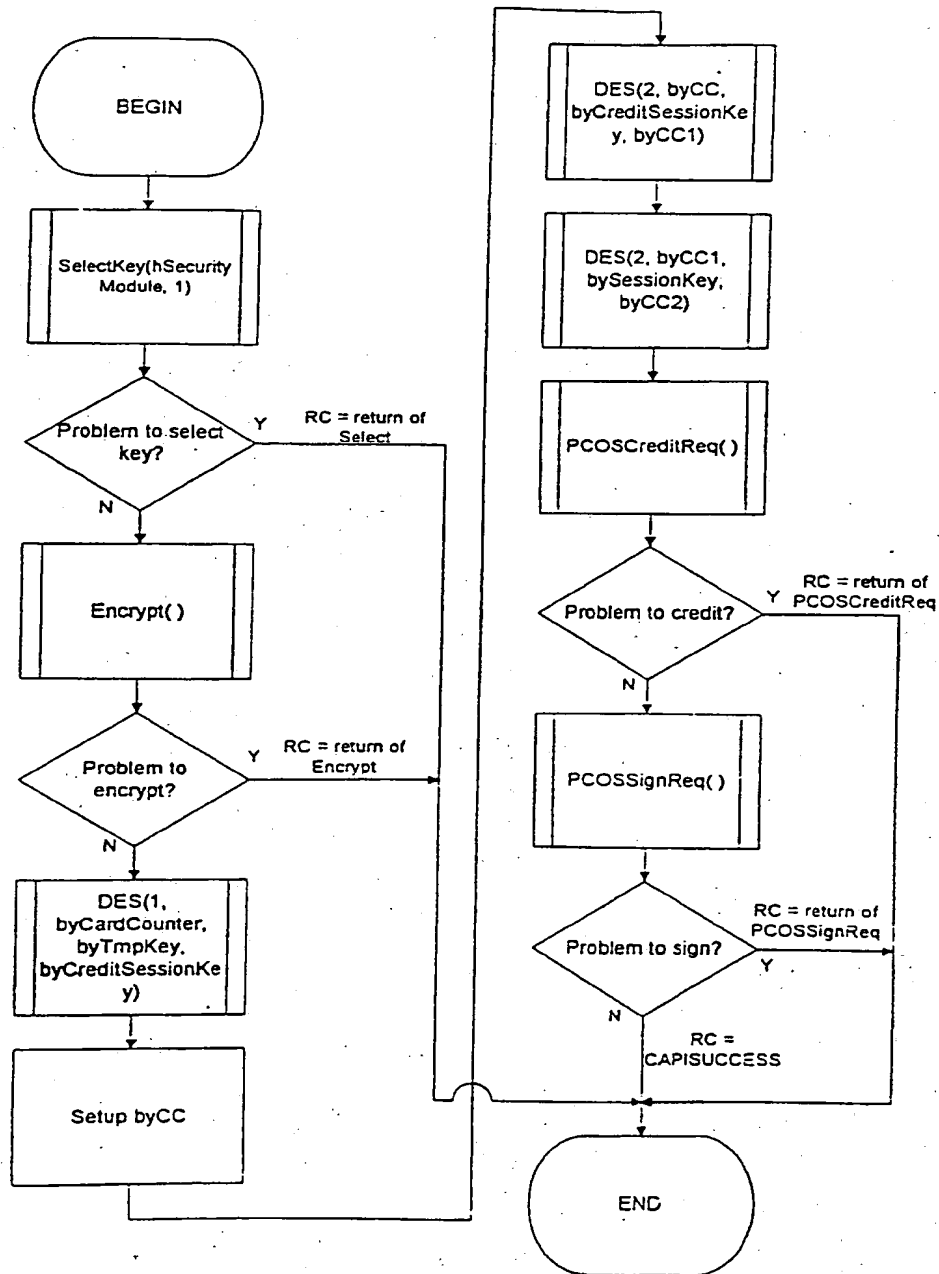 BEGIN
SelectKey(hSecurity
Module, 1)
Problem to select
key?
Y
RC = return of
Select
N
Encrypt( )
Problem to
encrypt?
Y
RC = return of
Encrypt
N
DES(1,
byCardCounter,
byTmpKey,
byCreditSessionKe
y)
Setup byCC
DES(2, byCC,
byCreditSessionKe
y, byCC1)
DES(2, byCC1,
bySessionKey,
byCC2)
PCOSCreditReq( )
Problem to credit?
Y
RC = return of
PCOSCreditReq
N
PCOSSignReq( )
Problem to sign?
RC = return of
PCOSSignReq
Y
N
RC =
CAPISUCCESS
END